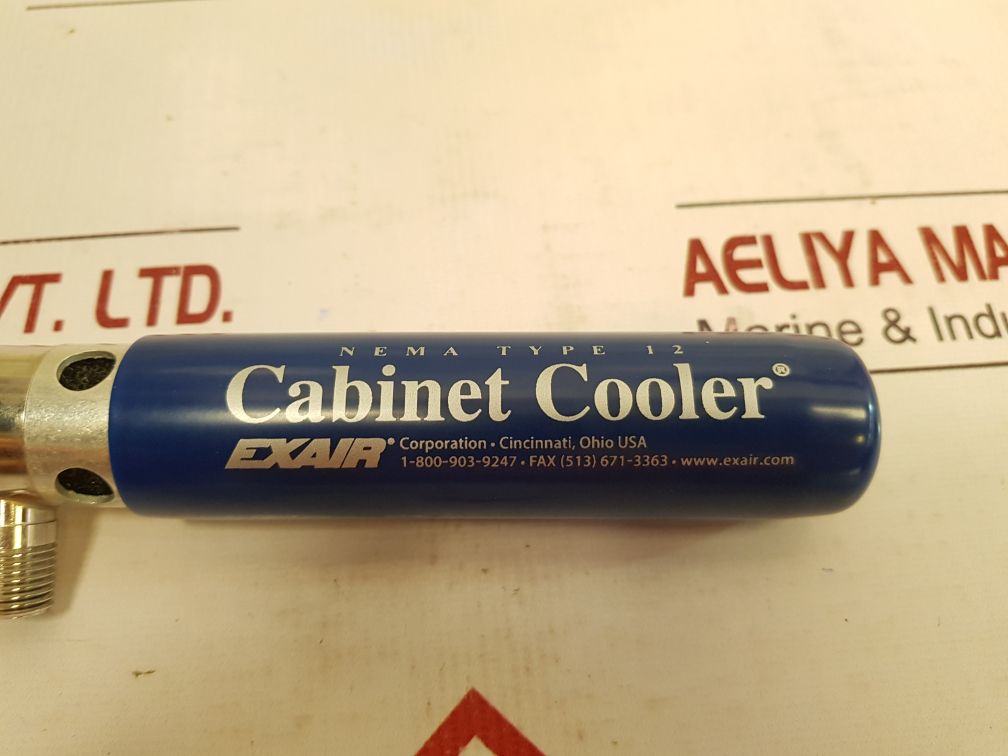 VT. LTD.
AELIYA MA
Marine & Indu
NEMA TYPE 12
Cabinet Cooler®
EXAIR® Corporation • Cincinnati, Ohio USA
1-800-903-9247 • FAX (513) 671-3363 • www.exair.com